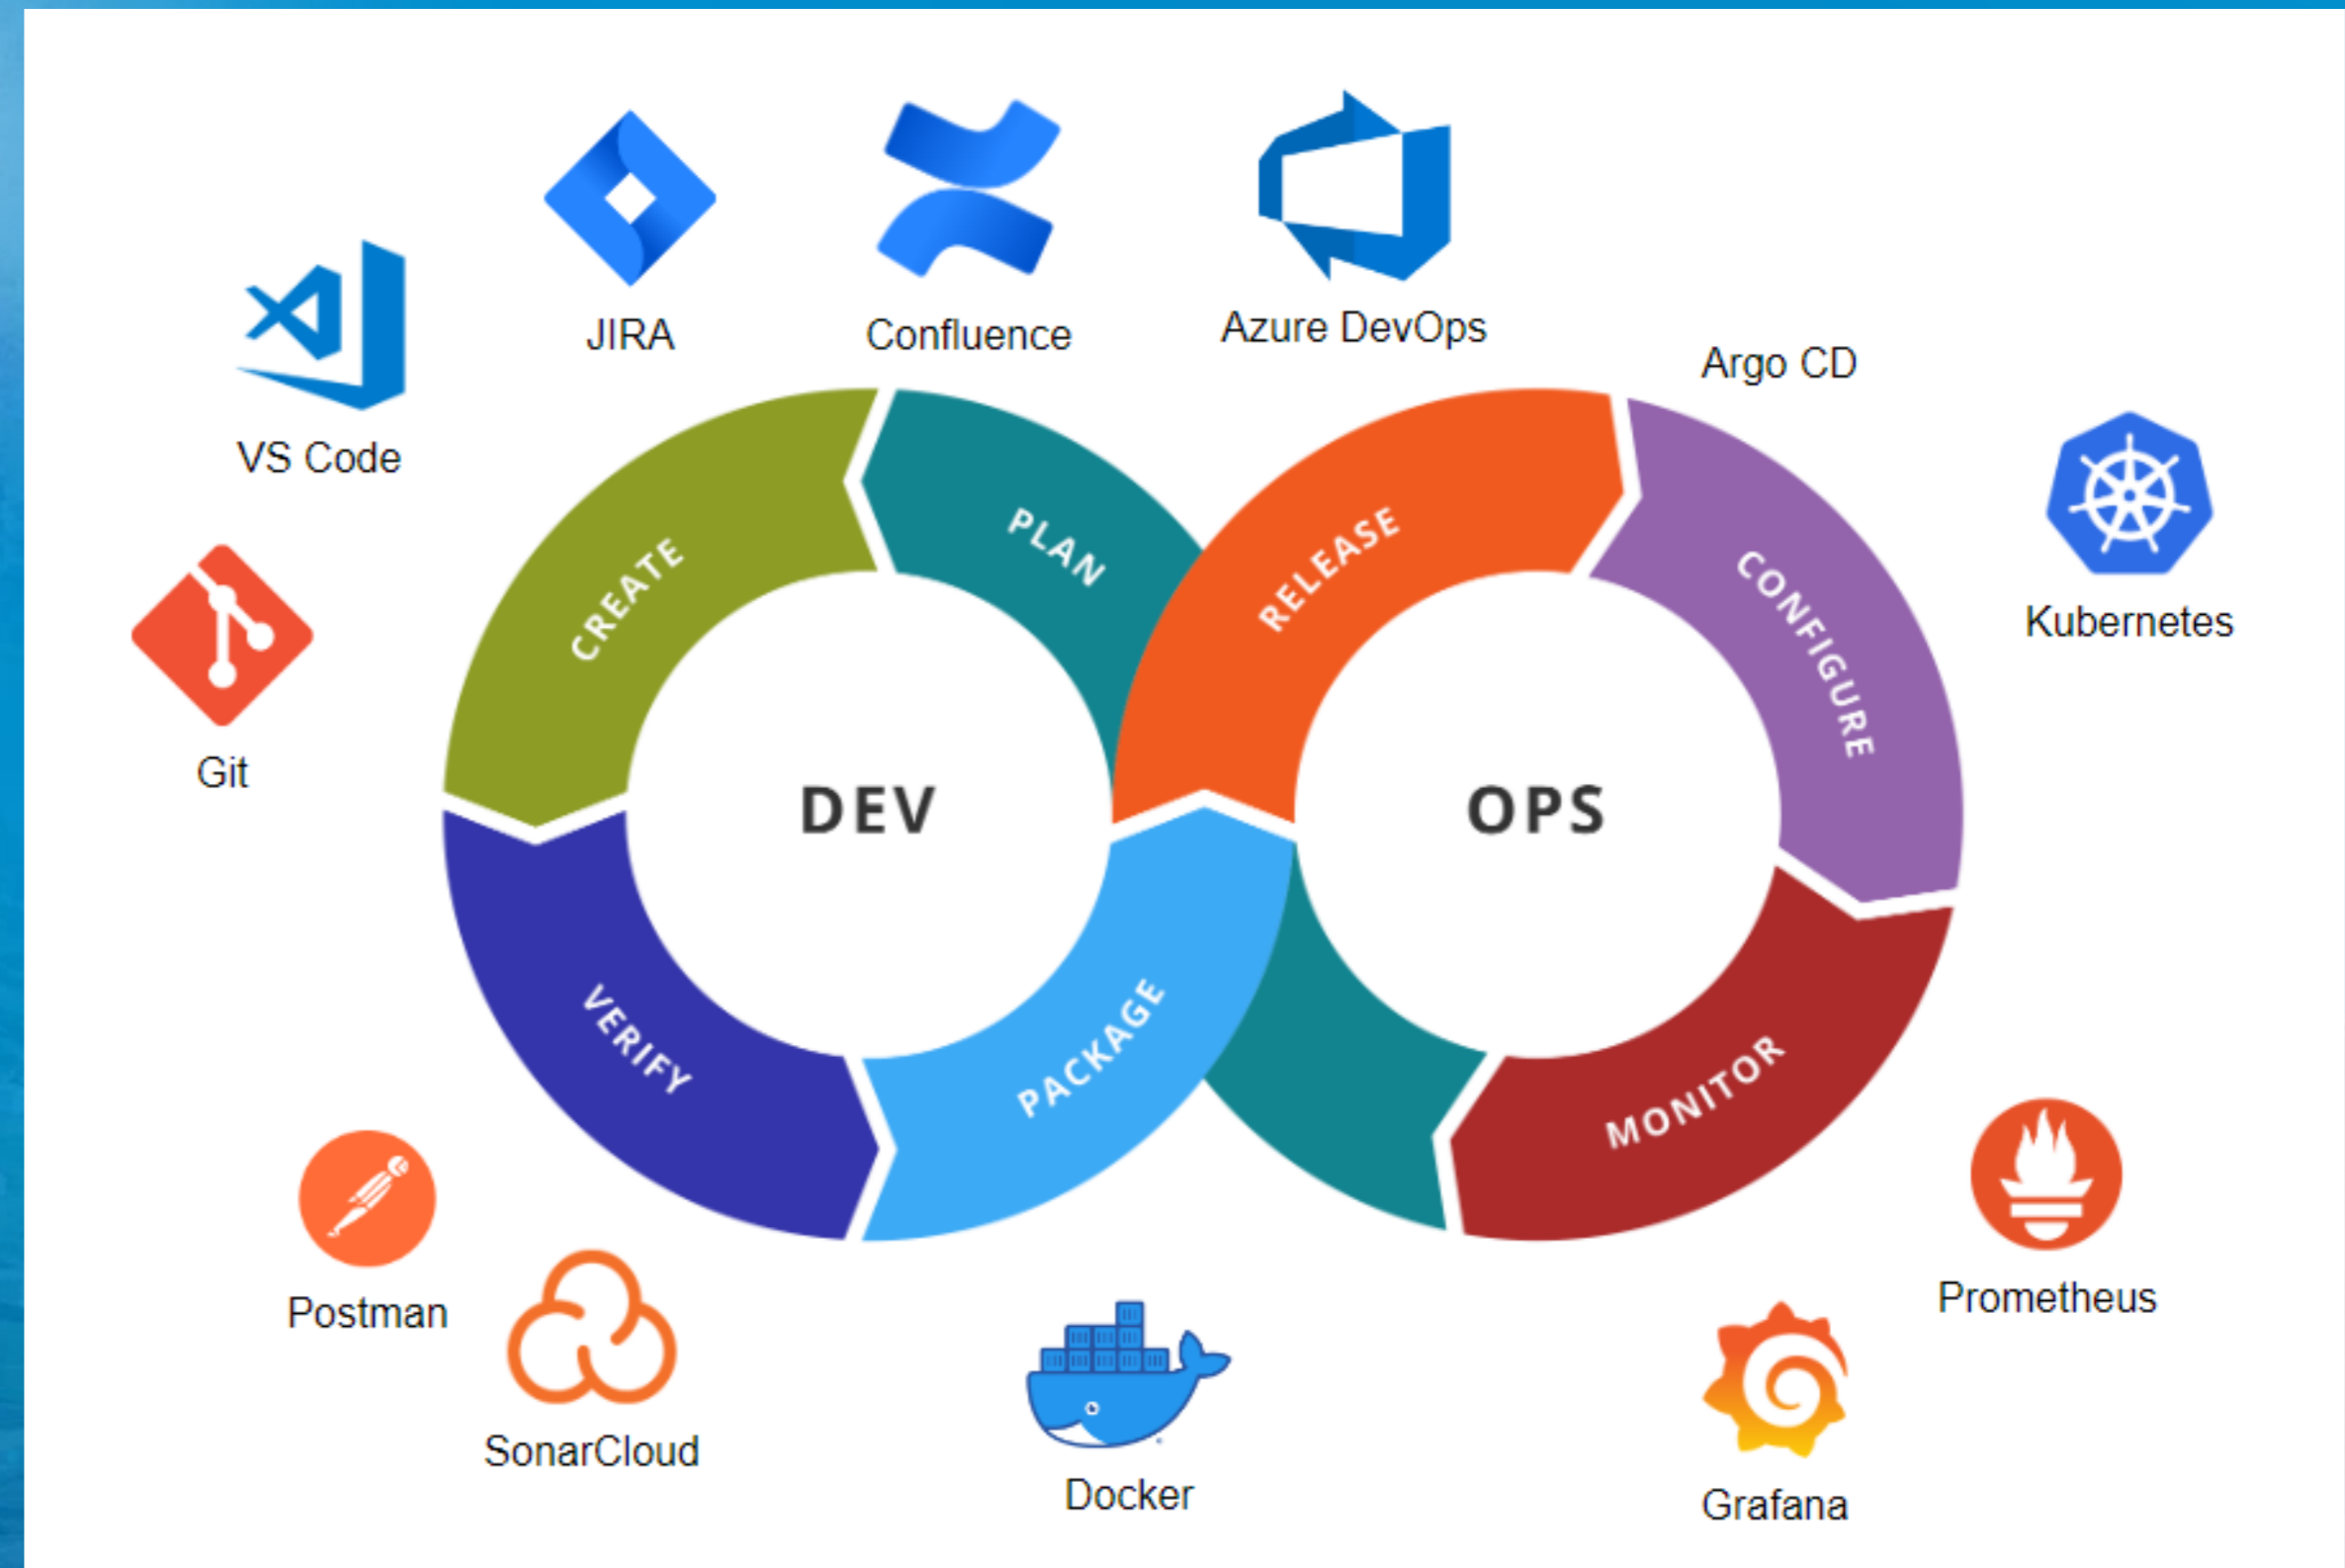 JIRA
Confluence
Azure DevOps
Argo CD
VS Code
Kubernetes
Git
PLAN
CREATE
VERIFY
PACKAGE
RELEASE
CONFIGURE
MONITOR
DEV
OPS
Postman
SonarCloud
Docker
Prometheus
Grafana